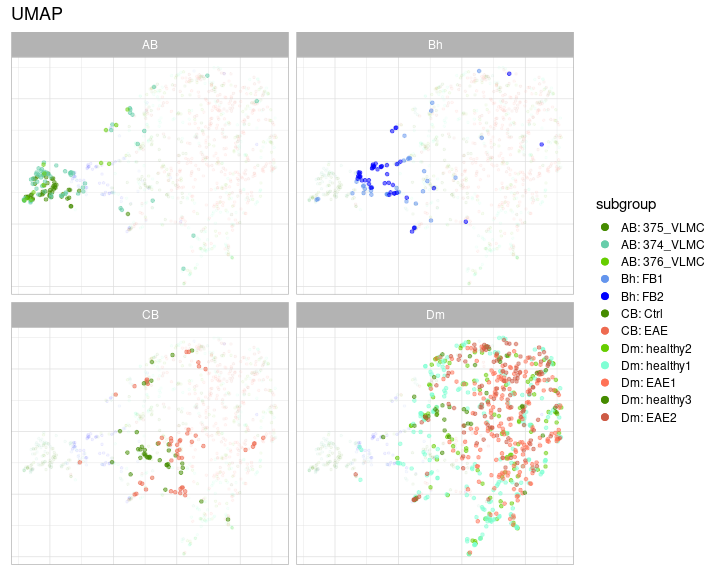 UMAP
AB
Bh
CB
Dm
subgroup
AB: 375_VLMC
AB: 374_VLMC
AB: 376_VLMC
Bh: FB1
Bh: FB2
CB: Ctrl
CB: EAE
Dm: healthy2
Dm: healthy1
Dm: EAE1
Dm: healthy3
Dm: EAE2